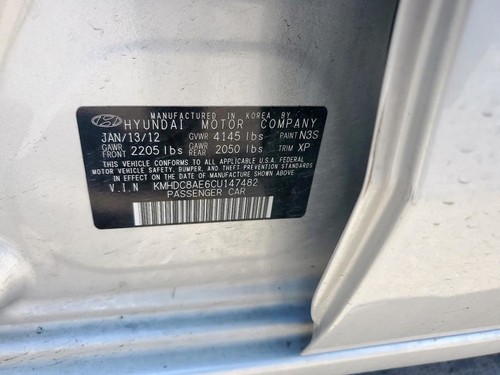 MANUFACTURED IN KOREA BY
HYUNDAI MOTOR COMPANY
JAN/13/12 GVWR 4145 lbs PAINT N3S
GAWR FRONT 2205 lbs GAWR REAR 2050 lbs TRIM XP
THIS VEHICLE CONFORMS TO ALL APPLICABLE U.S.A. FEDERAL
MOTOR VEHICLE SAFETY, BUMPER, AND THEFT PREVENTION
STANDARDS IN EFFECT ON THE DATE OF MANUFACTURE SHOWN ABOVE.
V.I.N KMHDC8AE6CU147482
PASSENGER CAR